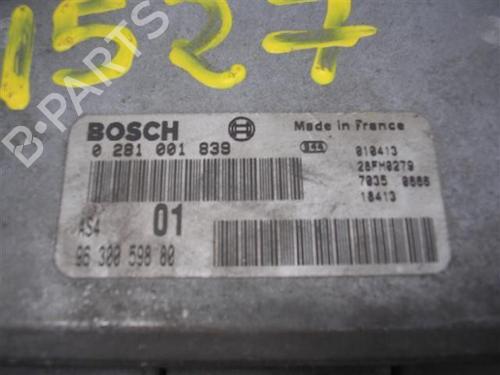 1527
B-PARTS
BOSCH
Made in France
0 281 001 839
010413
28FM0279
7035 0666
18413
AS4
01
96 300 598 80